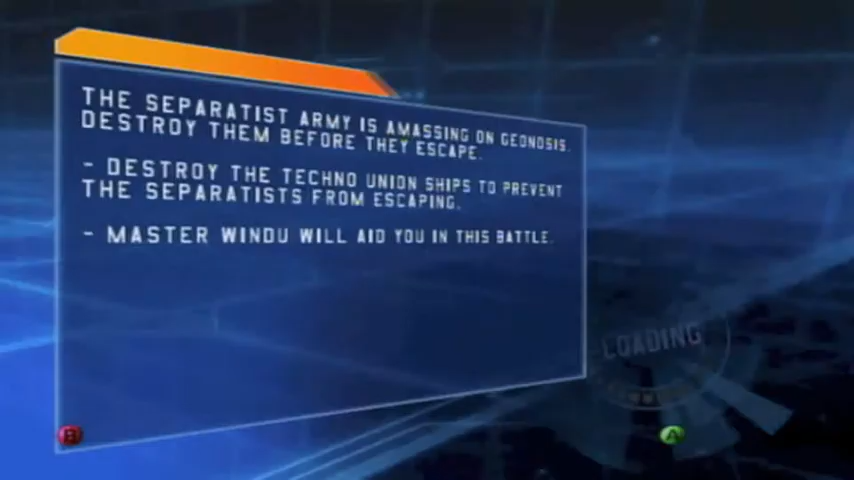 THE SEPARATIST ARMY IS AMASSING ON GEONOSIS.
DESTROY THEM BEFORE THEY ESCAPE.
- DESTROY THE TECHNO UNION SHIPS TO PREVENT
THE SEPARATISTS FROM ESCAPING.
- MASTER WINDU WILL AID YOU IN THIS BATTLE.
LOADING
B
A